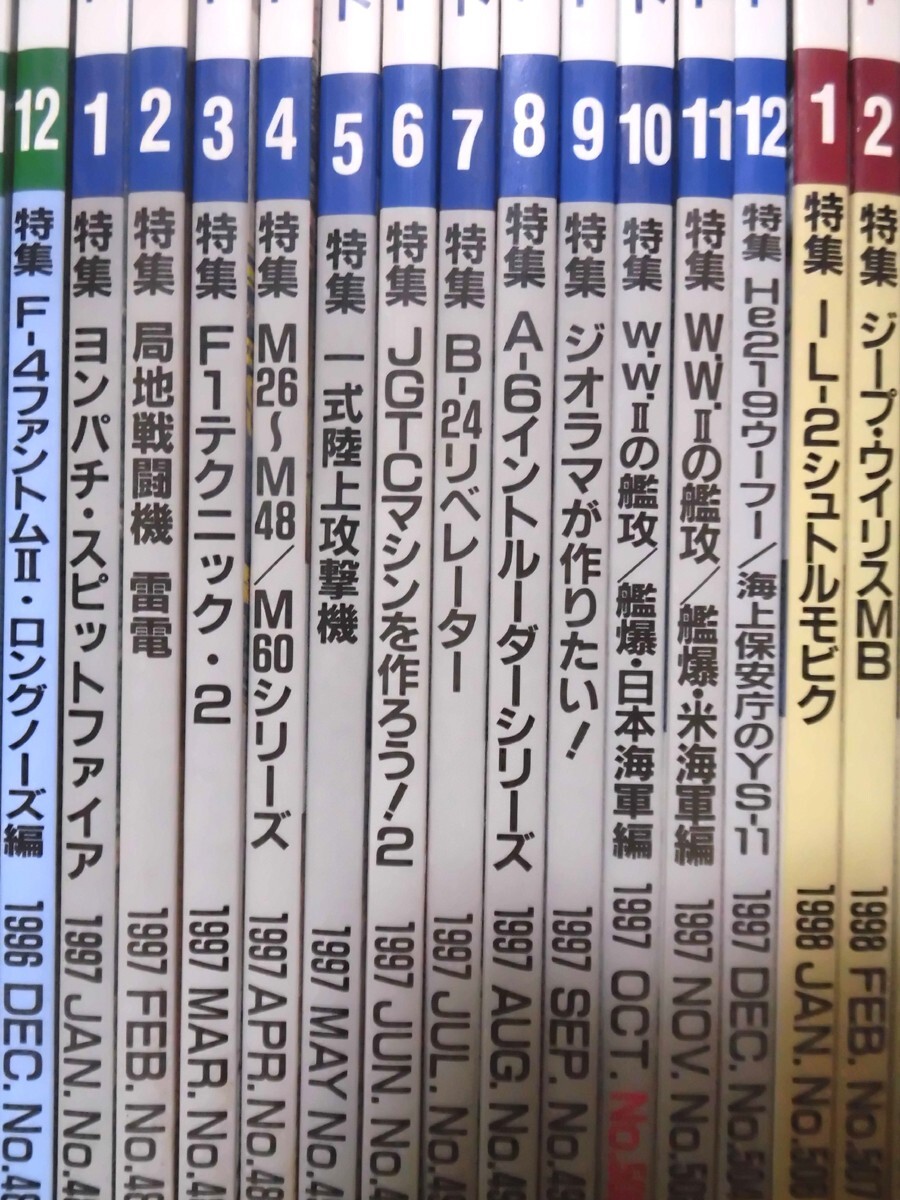 12 特集 F-4ファントムⅡ・ロングノーズ編 1996 DEC.
1 特集 ヨンパチ・スピットファイア 1997 JAN.
2 特集 局地戦闘機 雷電 1997 FEB.
3 特集 F1テクニック・2 1997 MAR.
4 特集 M26〜M48/M60シリーズ 1997 APR.
5 特集 一式陸上攻撃機 1997 MAY
6 特集 JGTCマシンを作ろう!2 1997 JUN.
7 特集 B-24リベレーター 1997 JUL.
8 特集 A-6イントルーダーシリーズ 1997 AUG.
9 特集 ジオラマが作りたい! 1997 SEP.
10 特集 W.W.Ⅱの艦攻/艦爆・日本海軍編 1997 OCT.
11 特集 W.W.Ⅱの艦攻/艦爆・米海軍編 1997 NOV.
12 特集 He219ウーフー/海上保安庁のYS-11 1997 DEC.
1 特集 IL-2シュトルモビク 1998 JAN.
2 特集 ジープ・ウイリスMB 1998 FEB. No.507